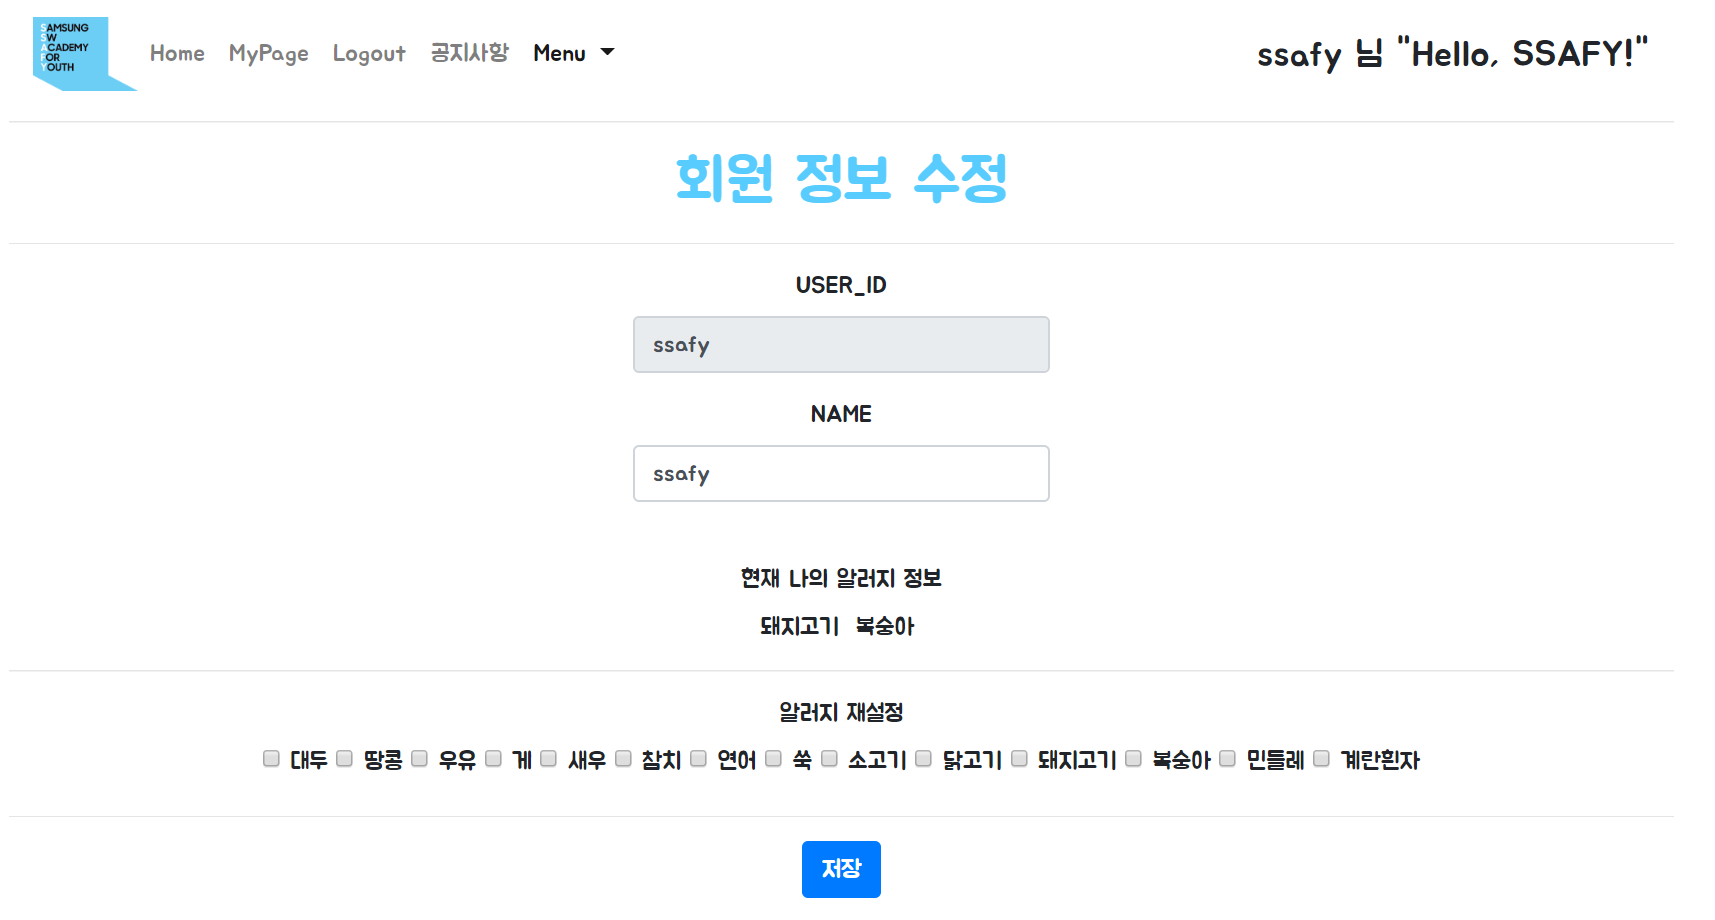 SAMSUNG
SW
ACADEMY
FOR
YOUTH
Home MyPage Logout 공지사항 Menu
ssafy 님 "Hello, SSAFY!"
회원 정보 수정
USER_ID
ssafy
NAME
ssafy
현재 나의 알러지 정보
돼지고기 복숭아
알러지 재설정
대두 땅콩 우유 게 새우 참치 연어 쑥 소고기 닭고기 돼지고기 복숭아 민들레 계란흰자
저장